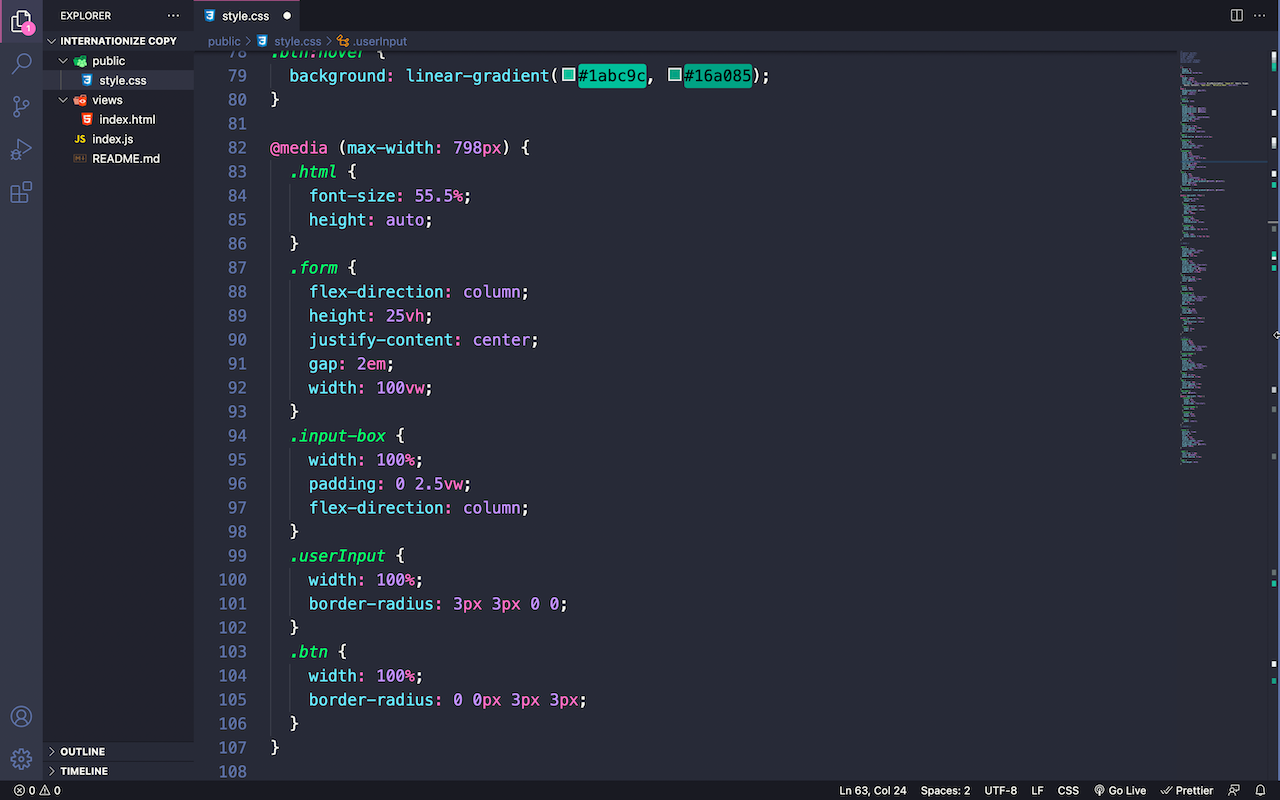 EXPLORER
style.css
INTERNATIONIZE COPY
public
style.css
views
index.html
JS index.js
README.md
OUTLINE
TIMELINE
1
public > style.css > .userInput
78 .btn:hover {
79 background: linear-gradient(#1abc9c, #16a085);
80 }
81
82 @media (max-width: 798px) {
83 .html {
84 font-size: 55.5%;
85 height: auto;
86 }
87 .form {
88 flex-direction: column;
89 height: 25vh;
90 justify-content: center;
91 gap: 2em;
92 width: 100vw;
93 }
94 .input-box {
95 width: 100%;
96 padding: 0 2.5vw;
97 flex-direction: column;
98 }
99 .userInput {
100 width: 100%;
101 border-radius: 3px 3px 0 0;
102 }
103 .btn {
104 width: 100%;
105 border-radius: 0 0px 3px 3px;
106 }
107 }
108
0 0
Ln 63, Col 24 Spaces: 2 UTF-8 LF CSS Go Live Prettier